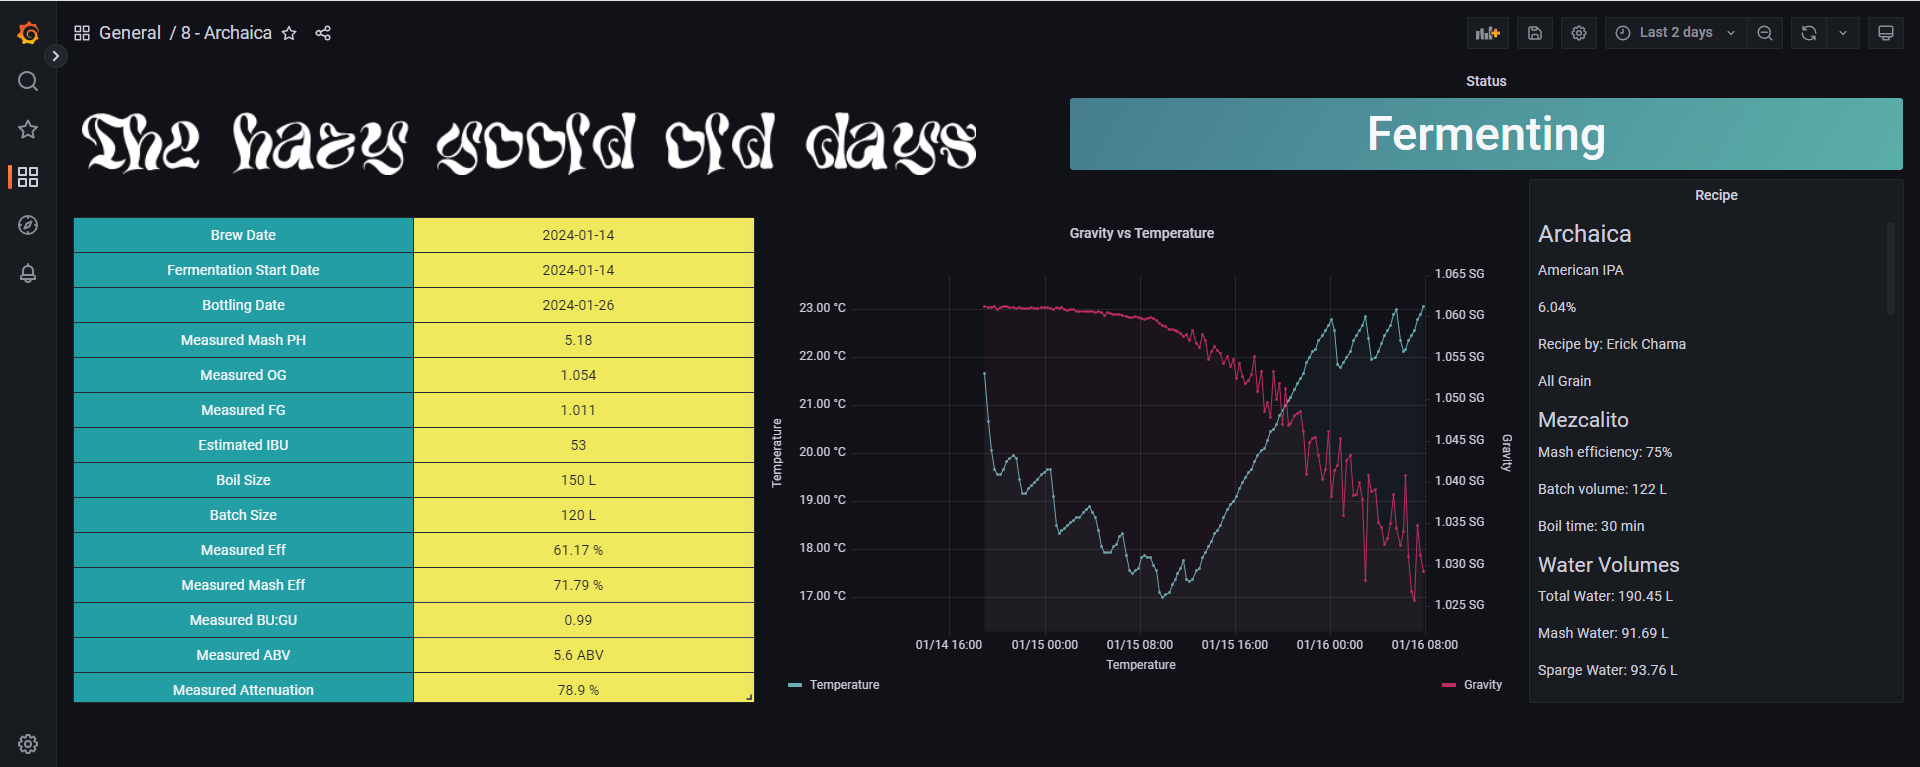 General / 8 - Archaica
Last 2 days
The hazy goold old days
Status
Fermenting
Brew Date 2024-01-14
Fermentation Start Date 2024-01-14
Bottling Date 2024-01-26
Measured Mash PH 5.18
Measured OG 1.054
Measured FG 1.011
Estimated IBU 53
Boil Size 150 L
Batch Size 120 L
Measured Eff 61.17 %
Measured Mash Eff 71.79 %
Measured BU:GU 0.99
Measured ABV 5.6 ABV
Measured Attenuation 78.9 %
Gravity vs Temperature
Temperature
23.00 °C
22.00 °C
21.00 °C
20.00 °C
19.00 °C
18.00 °C
17.00 °C
1.065 SG
1.060 SG
1.055 SG
1.050 SG
1.045 SG
1.040 SG
1.035 SG
1.030 SG
1.025 SG
Gravity
01/14 16:00 01/15 00:00 01/15 08:00 01/15 16:00 01/16 00:00 01/16 08:00
Temperature
Temperature
Gravity
Recipe
Archaica
American IPA
6.04%
Recipe by: Erick Chama
All Grain
Mezcalito
Mash efficiency: 75%
Batch volume: 122 L
Boil time: 30 min
Water Volumes
Total Water: 190.45 L
Mash Water: 91.69 L
Sparge Water: 93.76 L